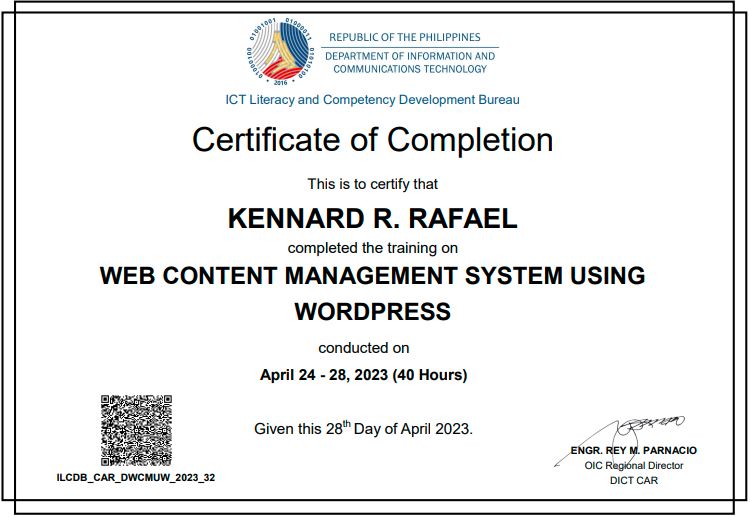 REPUBLIC OF THE PHILIPPINES
DEPARTMENT OF INFORMATION AND
COMMUNICATIONS TECHNOLOGY
2016
ICT Literacy and Competency Development Bureau
Certificate of Completion
This is to certify that
KENNARD R. RAFAEL
completed the training on
WEB CONTENT MANAGEMENT SYSTEM USING
WORDPRESS
conducted on
April 24 - 28, 2023 (40 Hours)
Given this 28th Day of April 2023.
ENGR. REY M. PARNACIO
OIC Regional Director
DICT CAR
ILCDB_CAR_DWCMUW_2023_32